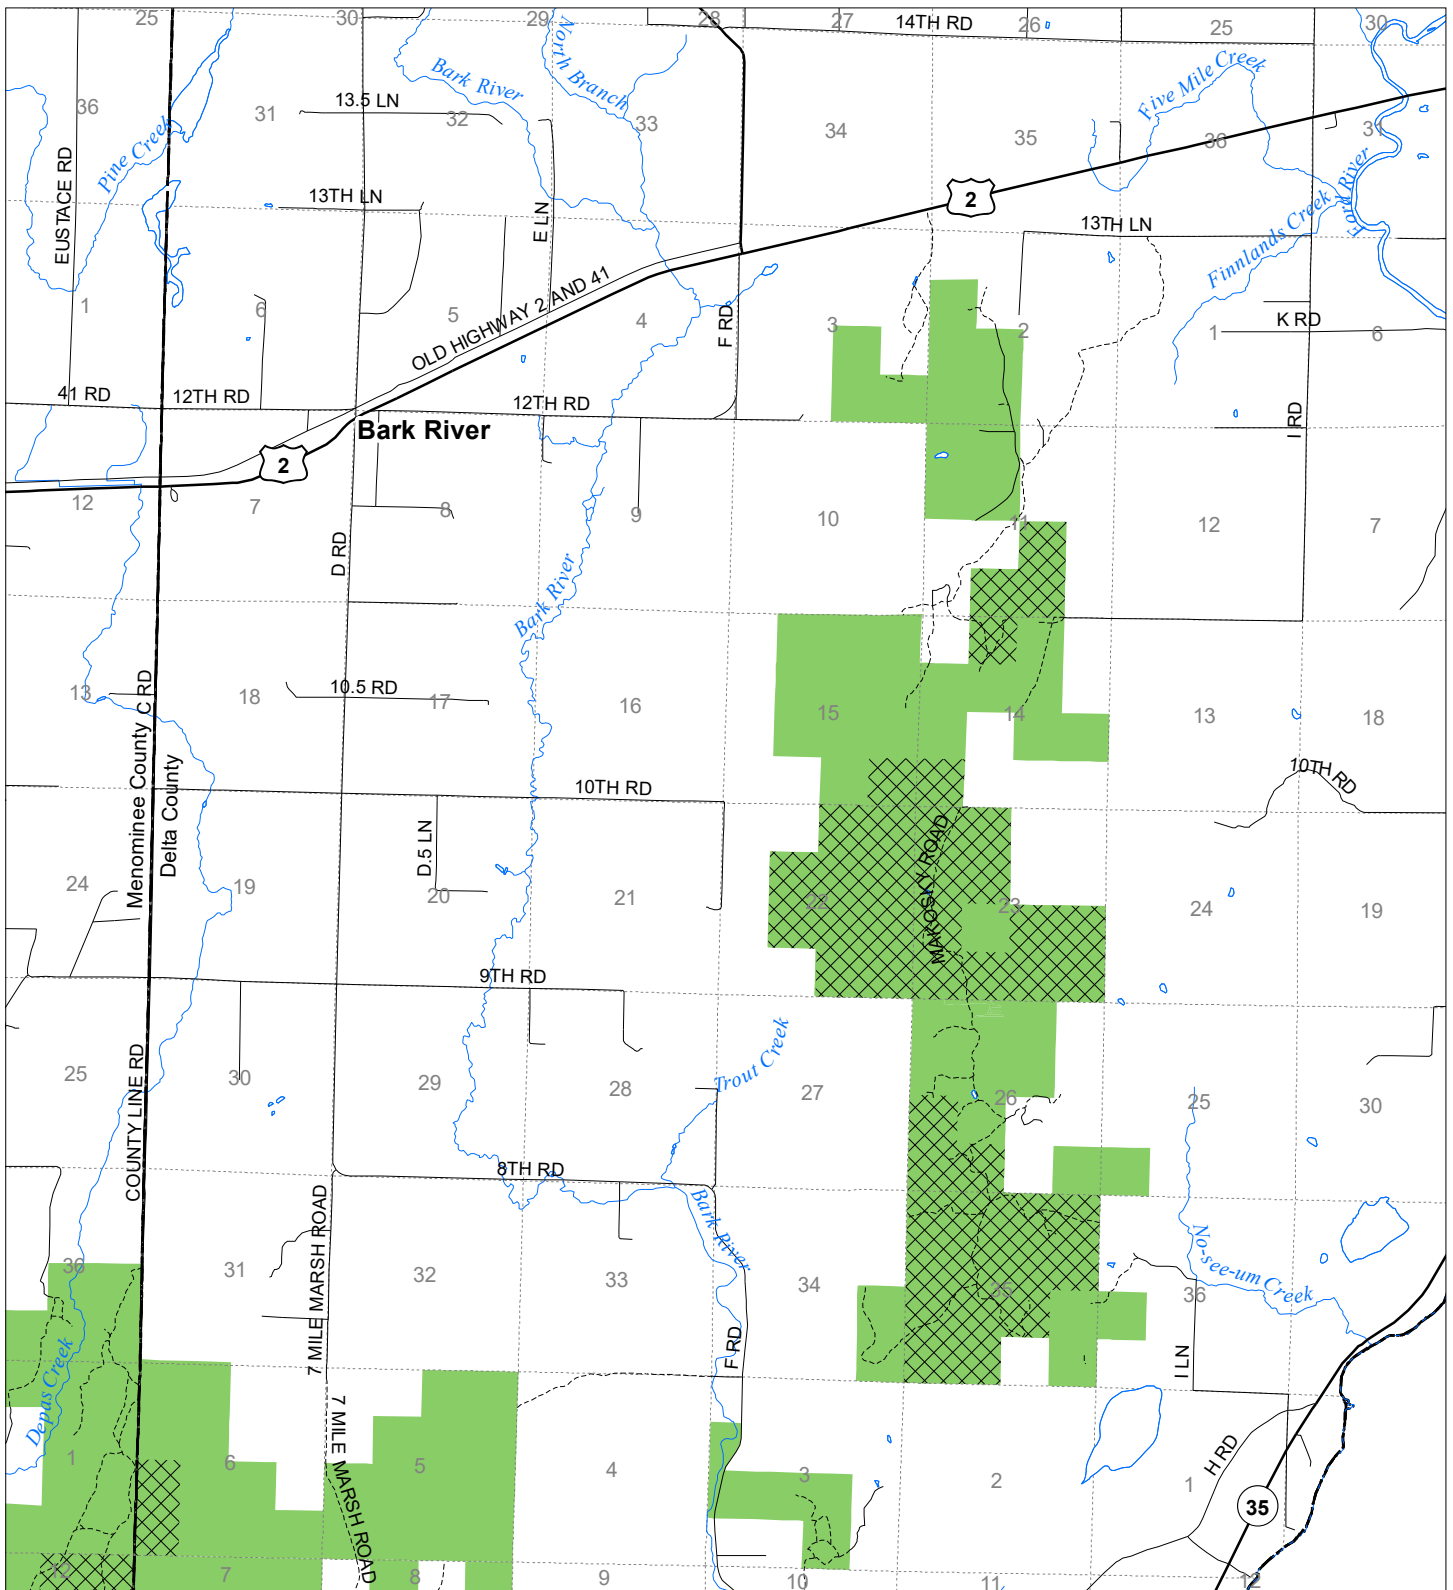 25
30
29
28
27
14TH RD
26
25
30
Bark River
North Branch
Five Mile Creek
36
31
13.5 LN
32
33
34
35
36
31
Pine Creek
EUSTACE RD
13TH LN
E LN
2
13TH LN
Finnlands Creek
Ford River
1
6
5
OLD HIGHWAY 2 AND 41
4
F RD
3
2
1
K RD
6
41 RD
12TH RD
12TH RD
I RD
Bark River
2
12
7
8
9
10
11
12
7
D RD
Bark River
13
18
10.5 RD
17
16
15
14
13
18
Menominee County
C RD
Delta County
10TH RD
10TH RD
D.5 LN
MAKOSKY ROAD
24
19
20
21
22
23
24
19
9TH RD
COUNTY LINE RD
Trout Creek
25
30
29
28
27
26
25
30
8TH RD
7 MILE MARSH ROAD
Bark River
No-see-um Creek
36
31
32
33
34
35
36
F RD
I LN
Depas Creek
7 MILE MARSH ROAD
H RD
1
6
5
4
3
2
1
35
12
7
8
9
10
11
12